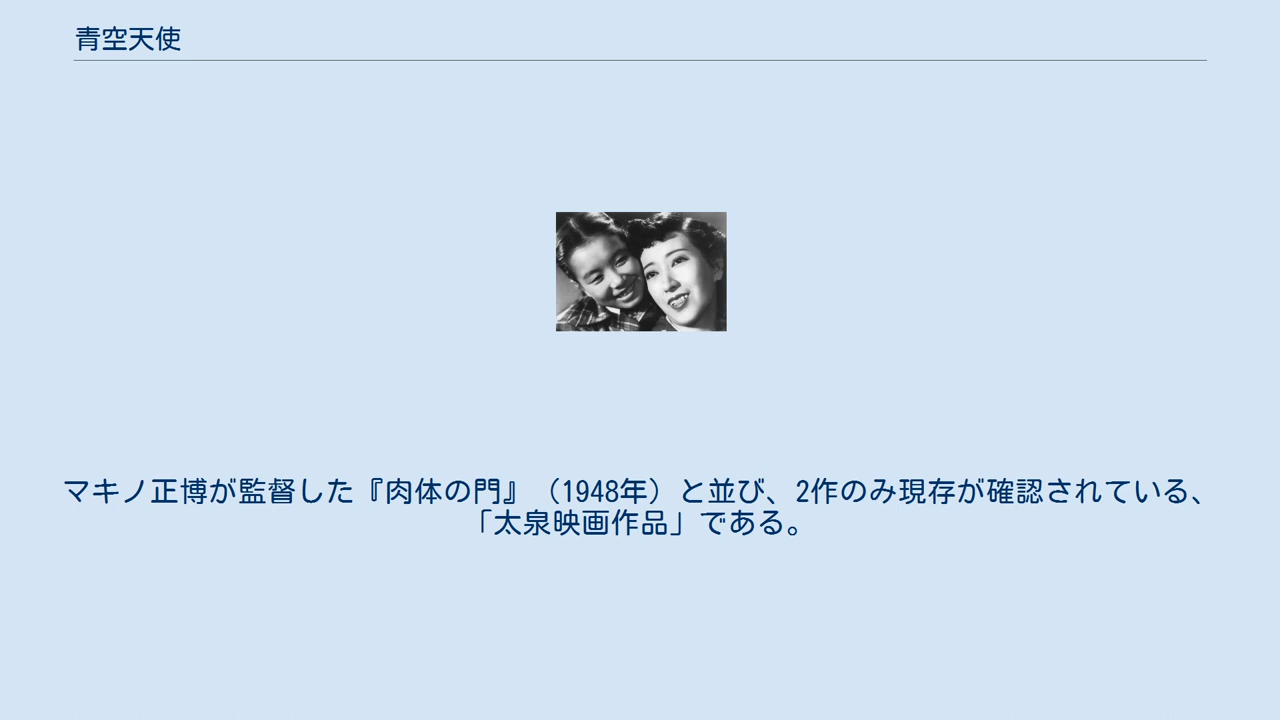 青空天使
マキノ正博が監督した『肉体の門』（1948年）と並び、2作のみ現存が確認されている、
「太泉映画作品」である。